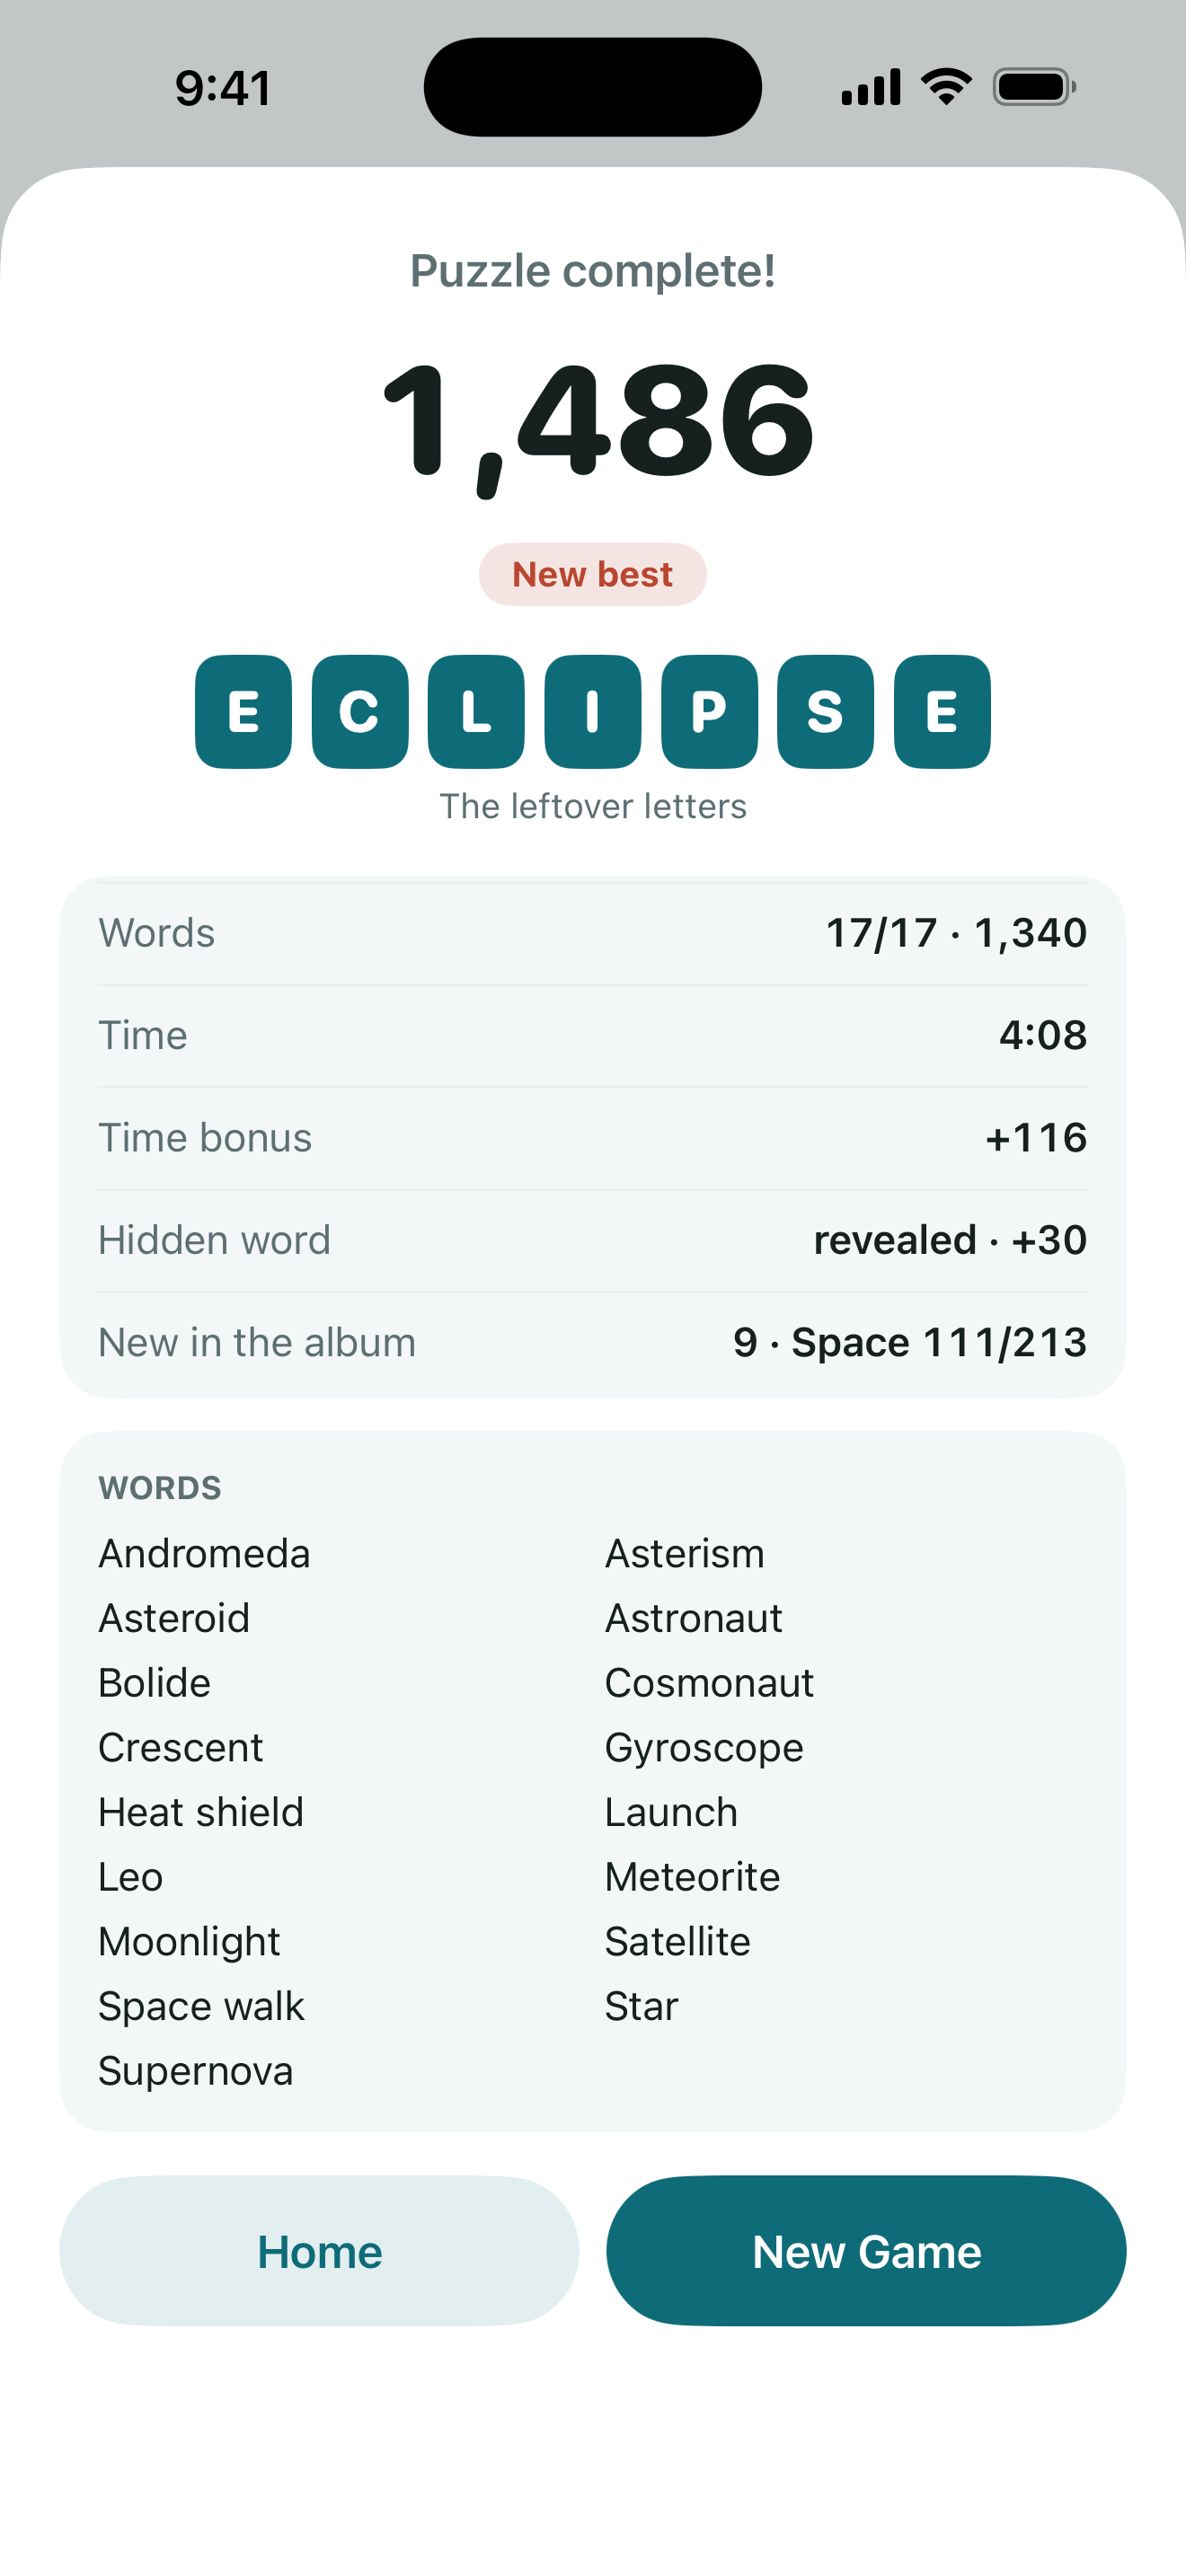 9:41
Puzzle complete!
1,486
New best
ECLIPSE
The leftover letters
Words 17/17 · 1,340
Time 4:08
Time bonus +116
Hidden word revealed · +30
New in the album 9 · Space 111/213
WORDS
Andromeda Asterism
Asteroid Astronaut
Bolide Cosmonaut
Crescent Gyroscope
Heat shield Launch
Leo Meteorite
Moonlight Satellite
Space walk Star
Supernova
Home New Game